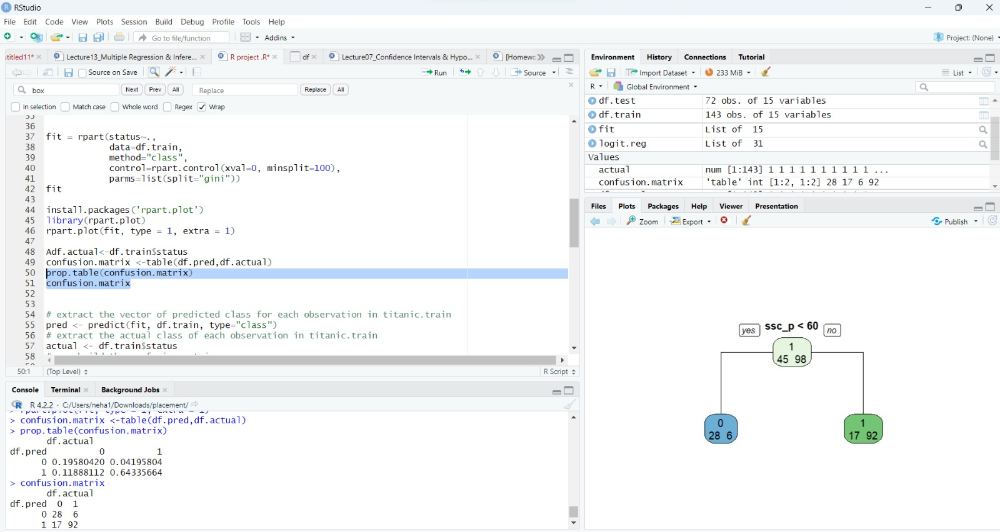 RStudio
File Edit Code View Plots Session Build Debug Profile Tools Help
Go to file/function Addins Project: (None)
ntitled11* Lecture13_Multiple Regression & Infere... R project .R* df Lecture07_Confidence Intervals & Hypo... [Homewo
Source on Save Run Source
box Next Prev All Replace Replace All
In selection Match case Whole word Regex Wrap
35
36
37 fit = rpart(status~.,
38 data=df.train,
39 method="class",
40 control=rpart.control(xval=0, minsplit=100),
41 parms=list(split="gini"))
42 fit
43
44 install.packages('rpart.plot')
45 library(rpart.plot)
46 rpart.plot(fit, type = 1, extra = 1)
47
48 Adf.actual<-df.train$status
49 confusion.matrix <-table(df.pred,df.actual)
50 prop.table(confusion.matrix)
51 confusion.matrix
52
53
54 # extract the vector of predicted class for each observation in titanic.train
55 pred <- predict(fit, df.train, type="class")
56 # extract the actual class of each observation in titanic.train
57 actual <- df.train$status
58
50:1 (Top Level) R Script
Console Terminal Background Jobs
R 4.2.2 · C:/Users/neha1/Downloads/placement/
> rpart.plot(fit, type = 1, extra = 1)
> confusion.matrix <-table(df.pred,df.actual)
> prop.table(confusion.matrix)
df.actual
df.pred 0 1
0 0.19580420 0.04195804
1 0.11888112 0.64335664
> confusion.matrix
df.actual
df.pred 0 1
0 28 6
1 17 92
Environment History Connections Tutorial
Import Dataset 233 MiB List
R Global Environment
df.test 72 obs. of 15 variables
df.train 143 obs. of 15 variables
fit List of 15
logit.reg List of 31
Values
actual num [1:143] 1 1 1 1 1 1 1 1 1 1 ...
confusion.matrix 'table' int [1:2, 1:2] 28 17 6 92
Files Plots Packages Help Viewer Presentation
Zoom Export Publish
yes ssc_p < 60 no
1
45 98
0
28 6
1
17 92